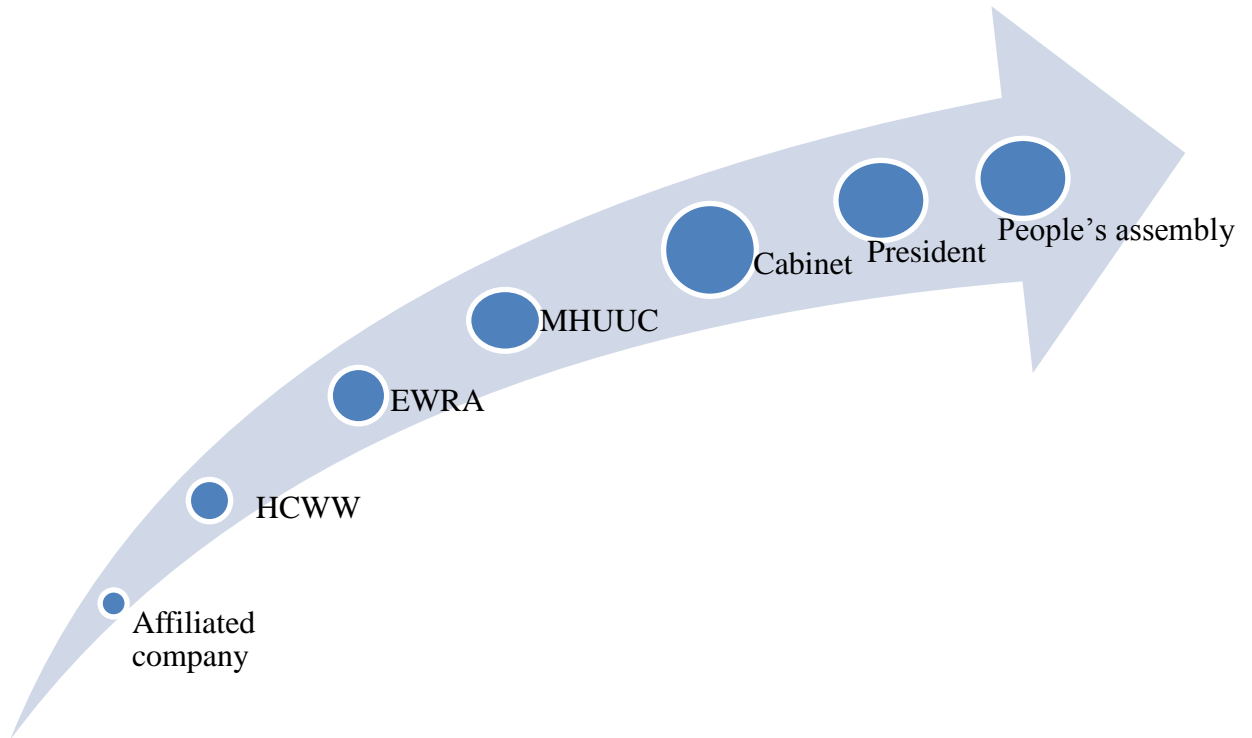 Affiliated
company
HCWW
EWRA
MHUUC
Cabinet
President
People’s assembly